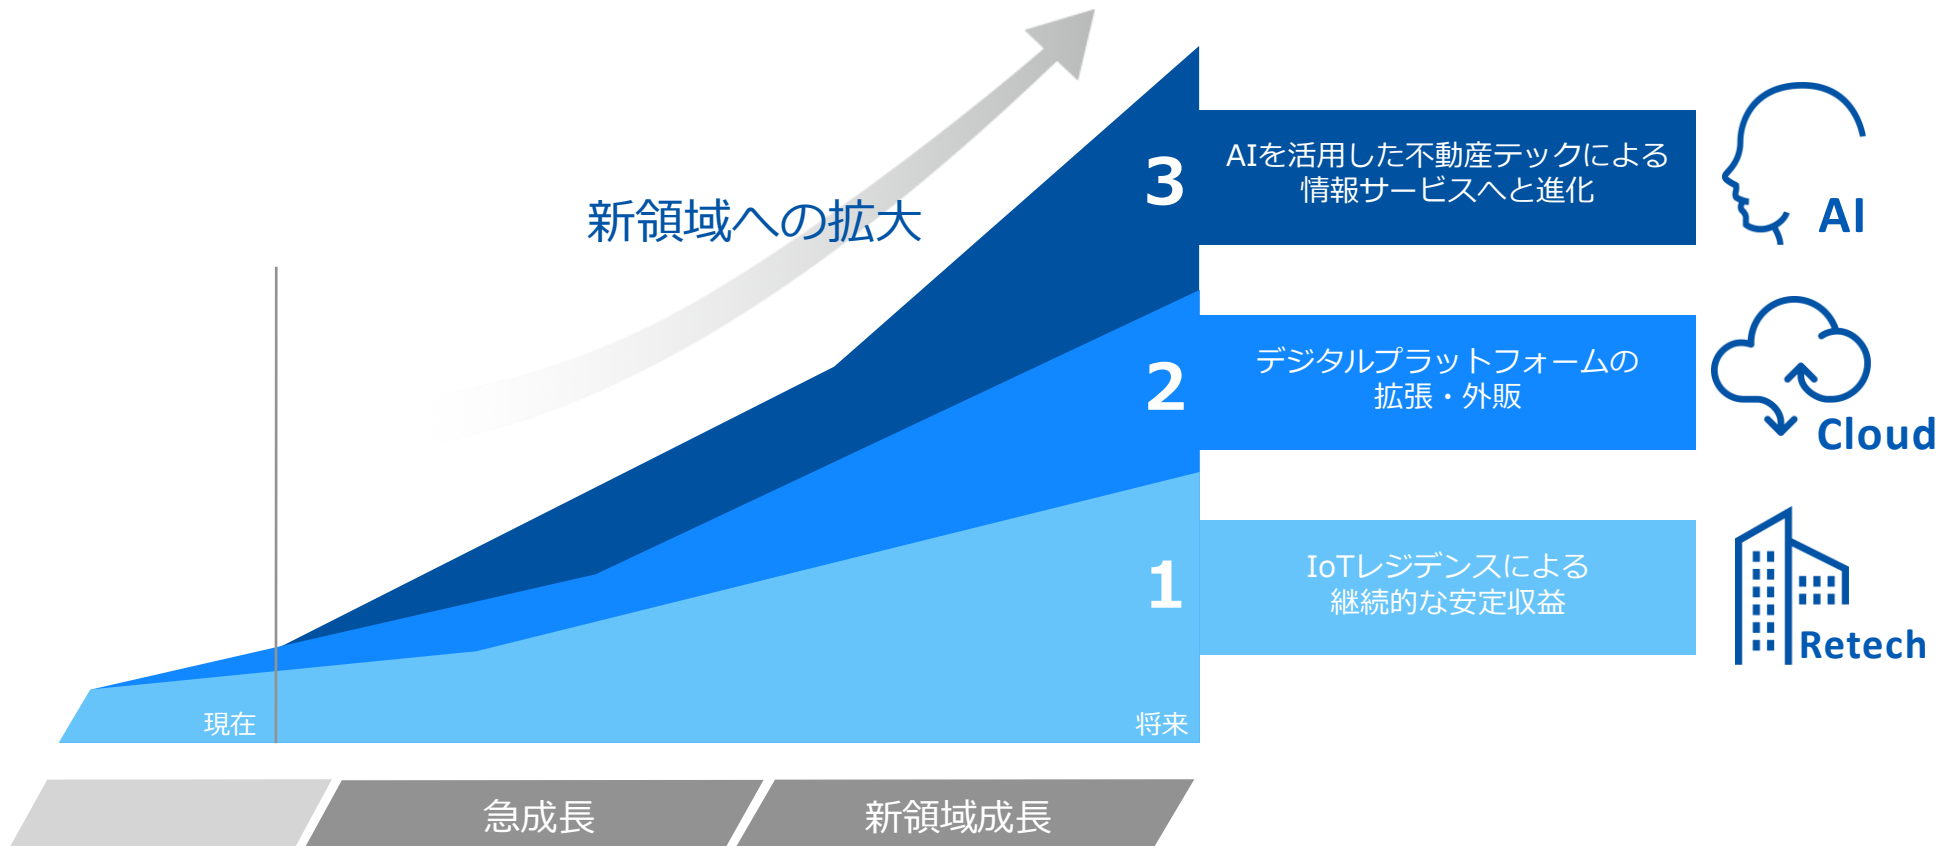 新領域への拡大
3
AIを活用した不動産テックによる
情報サービスへと進化
AI
2
デジタルプラットフォームの
拡張・外販
Cloud
1
IoTレジデンスによる
継続的な安定収益
Retech
現在
将来
急成長
新領域成長